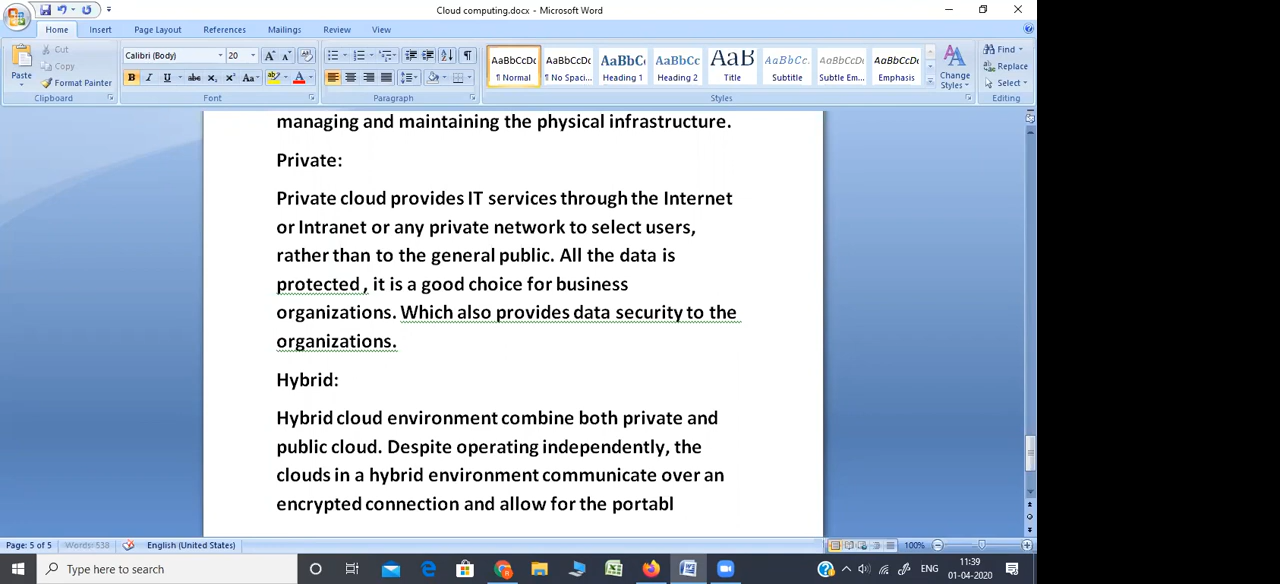 Cloud computing.docx - Microsoft Word
Home Insert Page Layout References Mailings Review View
Paste
Cut
Copy
Format Painter
Clipboard
Calibri (Body) 20
B I U abc x₂ x² Aa ab A
Font
Paragraph
AaBbCcDc AaBbCcDc AaBbC AaBbCc AaB AaBbCc. AaBbCcDc AaBbCcDc
¶ Normal ¶ No Spaci... Heading 1 Heading 2 Title Subtitle Subtle Em... Emphasis
Change
Styles
Styles
Find
Replace
Select
Editing
managing and maintaining the physical infrastructure.
Private:
Private cloud provides IT services through the Internet
or Intranet or any private network to select users,
rather than to the general public. All the data is
protected , it is a good choice for business
organizations. Which also provides data security to the
organizations.
Hybrid:
Hybrid cloud environment combine both private and
public cloud. Despite operating independently, the
clouds in a hybrid environment communicate over an
encrypted connection and allow for the portabl
Page: 5 of 5 Words: 538 English (United States) 100%
Type here to search
ENG
11:39
01-04-2020